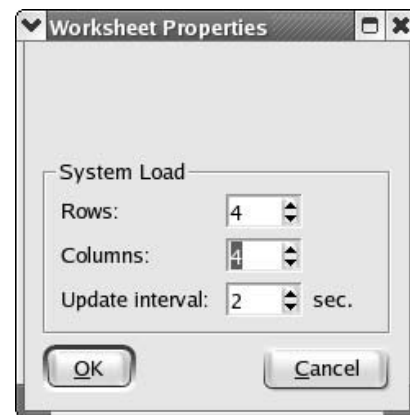 Worksheet Properties
System Load
Rows: 4
Columns: 4
Update interval: 2 sec.
OK Cancel